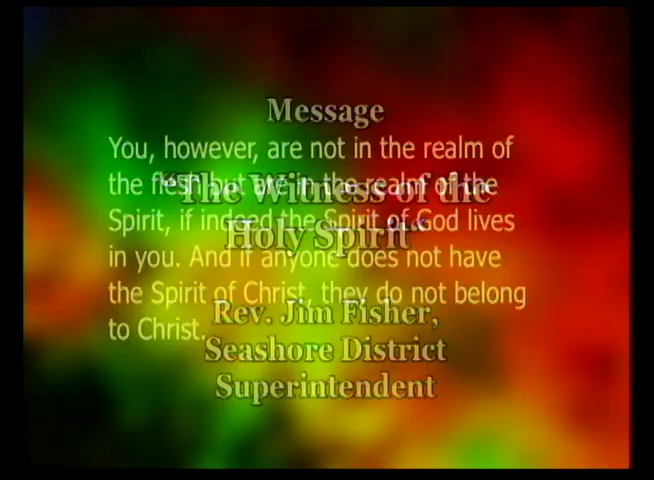 Message
You, however, are not in the realm of
the flesh but are in the realm of the
"The Witness of the
Spirit, if indeed the Spirit of God lives
Holy Spirit"
in you. And if anyone does not have
the Spirit of Christ, they do not belong
Rev. Jim Fisher,
to Christ.
Seashore District
Superintendent